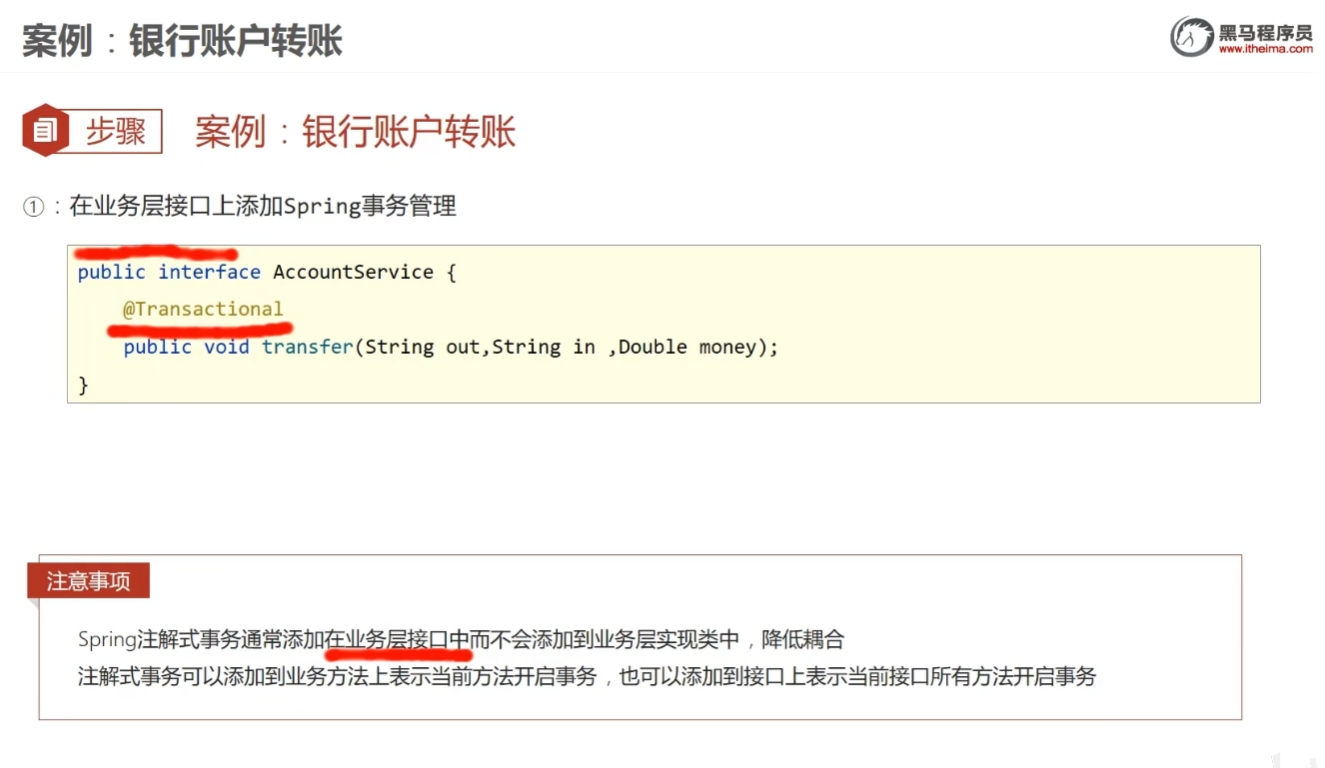 案例：银行账户转账
黑马程序员
www.itheima.com
步骤
案例：银行账户转账
①：在业务层接口上添加Spring事务管理
public interface AccountService {
@Transactional
public void transfer(String out,String in ,Double money);
}
注意事项
Spring注解式事务通常添加在业务层接口中而不会添加到业务层实现类中，降低耦合
注解式事务可以添加到业务方法上表示当前方法开启事务，也可以添加到接口上表示当前接口所有方法开启事务